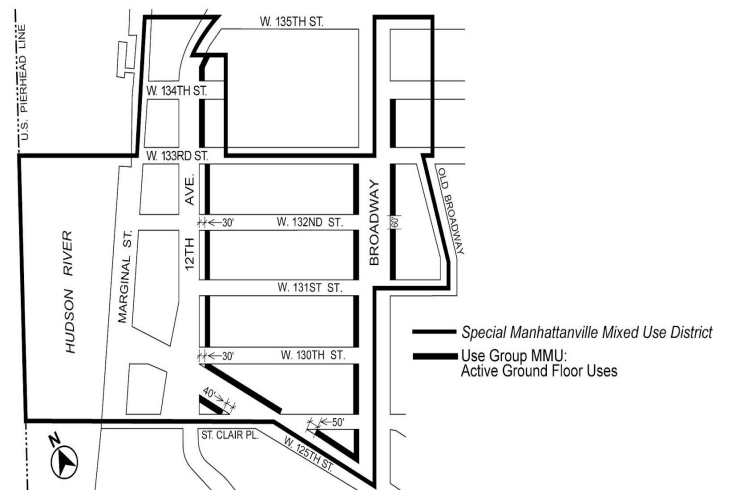 W. 135TH ST.
U.S. PIERHEAD LINE
W. 134TH ST.
W. 133RD ST.
AVE.
12TH
BROADWAY
OLD BROADWAY
30'
W. 132ND ST.
60'
MARGINAL ST.
HUDSON RIVER
W. 131ST ST.
Special Manhattanville Mixed Use District
Use Group MMU:
Active Ground Floor Uses
30'
W. 130TH ST.
40'
50'
ST. CLAIR PL.
W. 125TH ST.
N